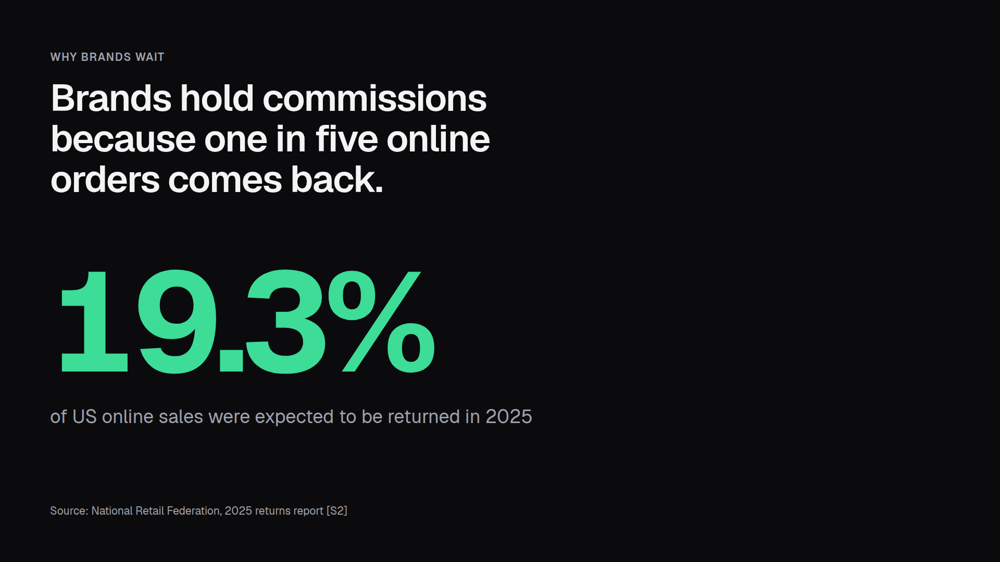 WHY BRANDS WAIT
Brands hold commissions
because one in five online
orders comes back.
19.3%
of US online sales were expected to be returned in 2025
Source: National Retail Federation, 2025 returns report [S2]